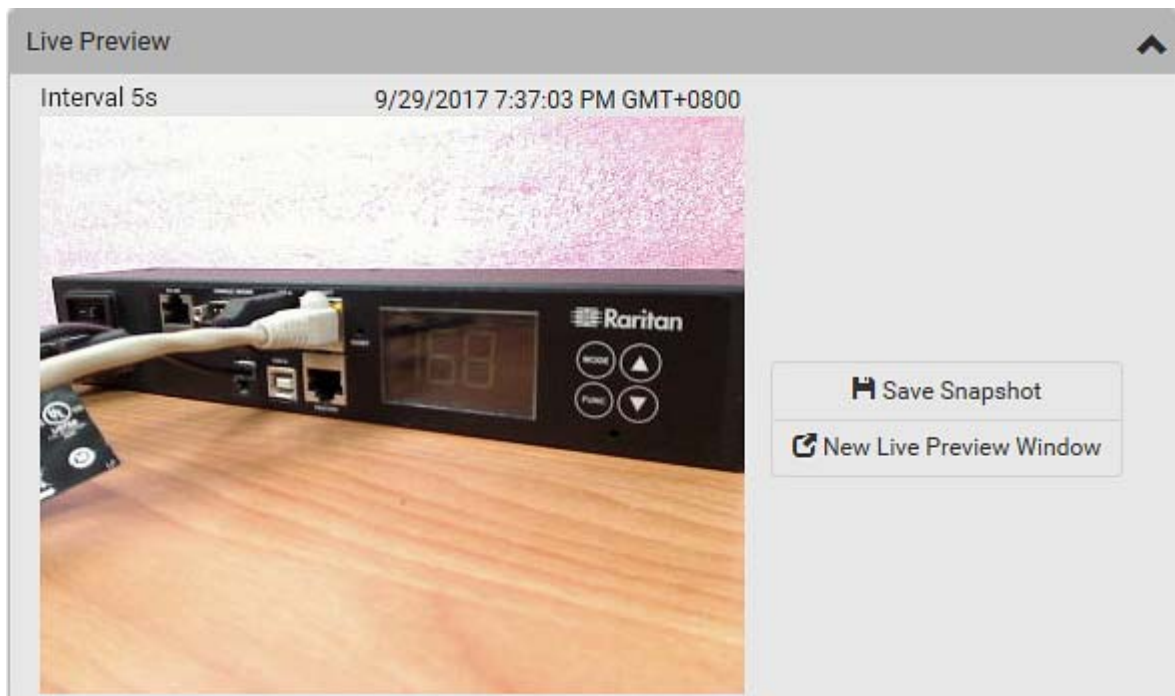 Live Preview
Interval 5s
9/29/2017 7:37:03 PM GMT+0800
Raritan
MODE
FUNC
Save Snapshot
New Live Preview Window